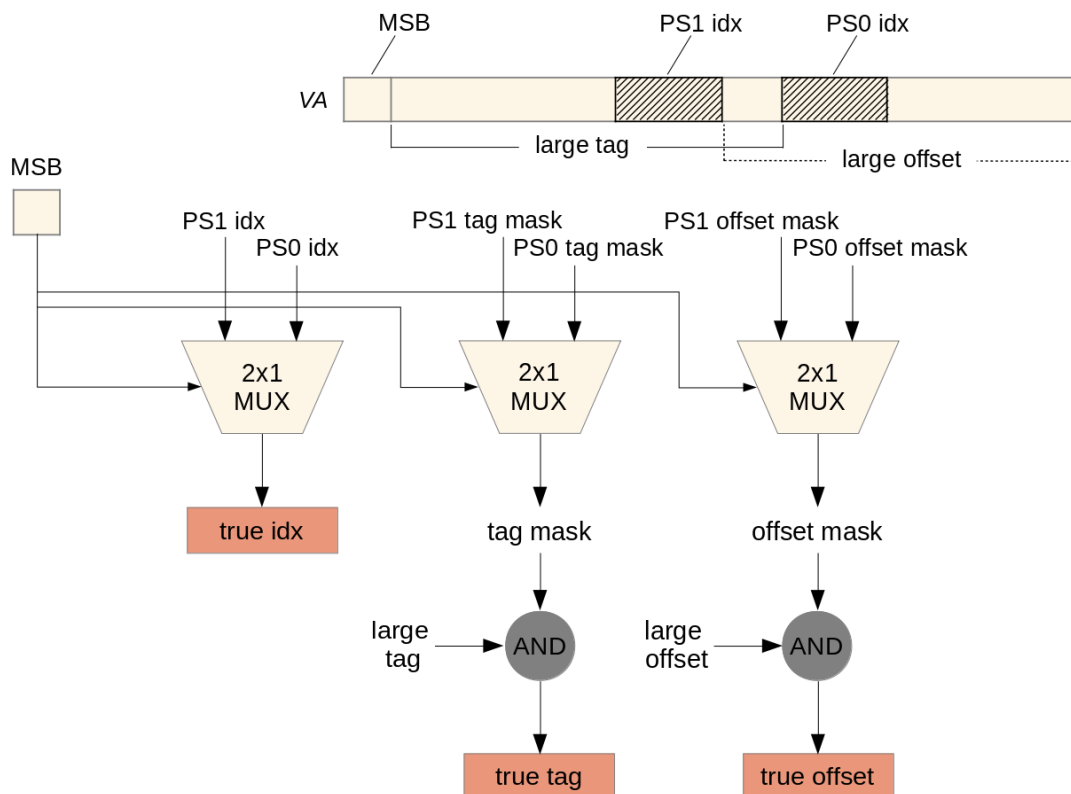 MSB
PS1 idx
PS0 idx
VA
large tag
large offset
MSB
PS1 idx
PS0 idx
PS1 tag mask
PS0 tag mask
PS1 offset mask
PS0 offset mask
2x1
MUX
2x1
MUX
2x1
MUX
true idx
tag mask
offset mask
large
tag
AND
large
offset
AND
true tag
true offset